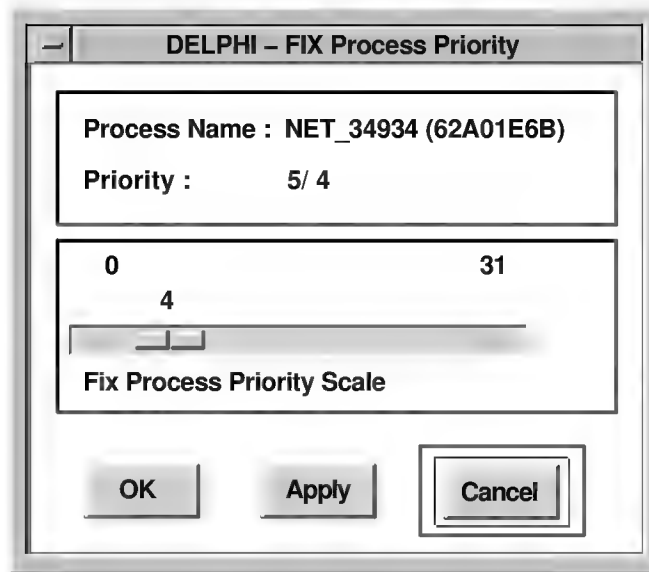 DELPHI – FIX Process Priority
Process Name : NET_34934 (62A01E6B)
Priority : 5/ 4
0 31
4
Fix Process Priority Scale
OK Apply Cancel